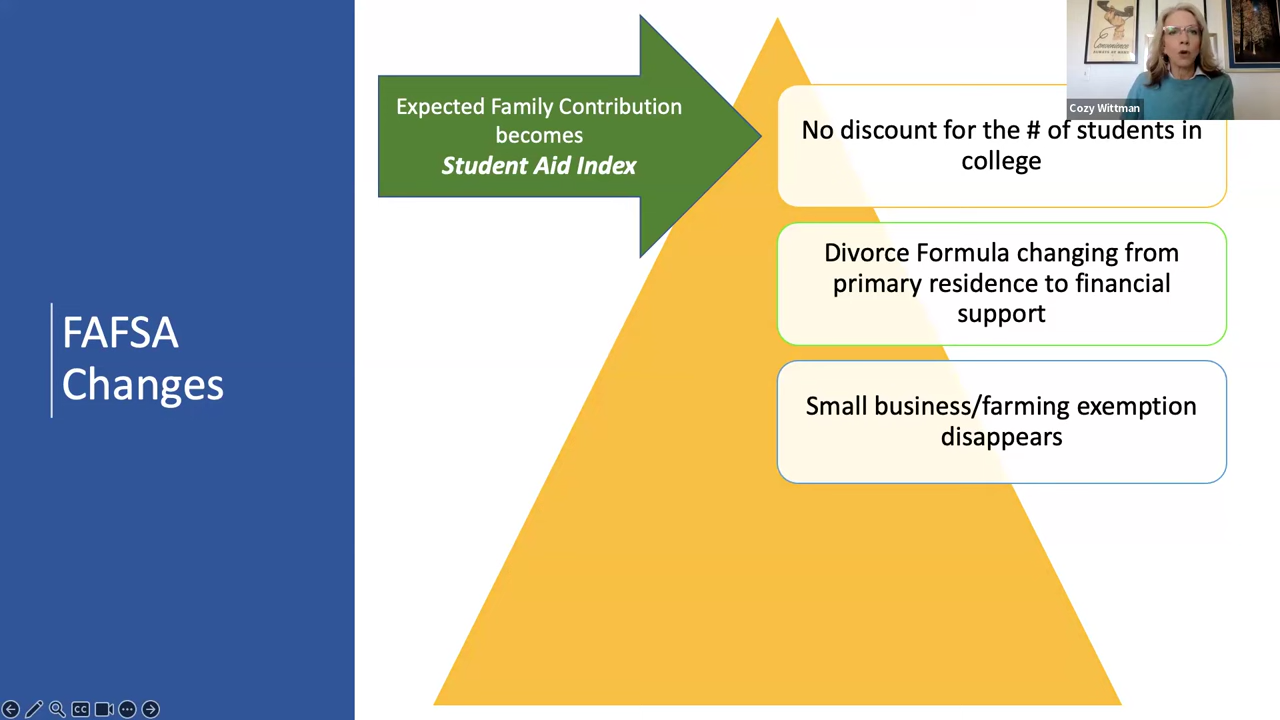 FAFSA
Changes
Expected Family Contribution
becomes
Student Aid Index
No discount for the # of students in
college
Divorce Formula changing from
primary residence to financial
support
Small business/farming exemption
disappears
Cozy Wittman
CC